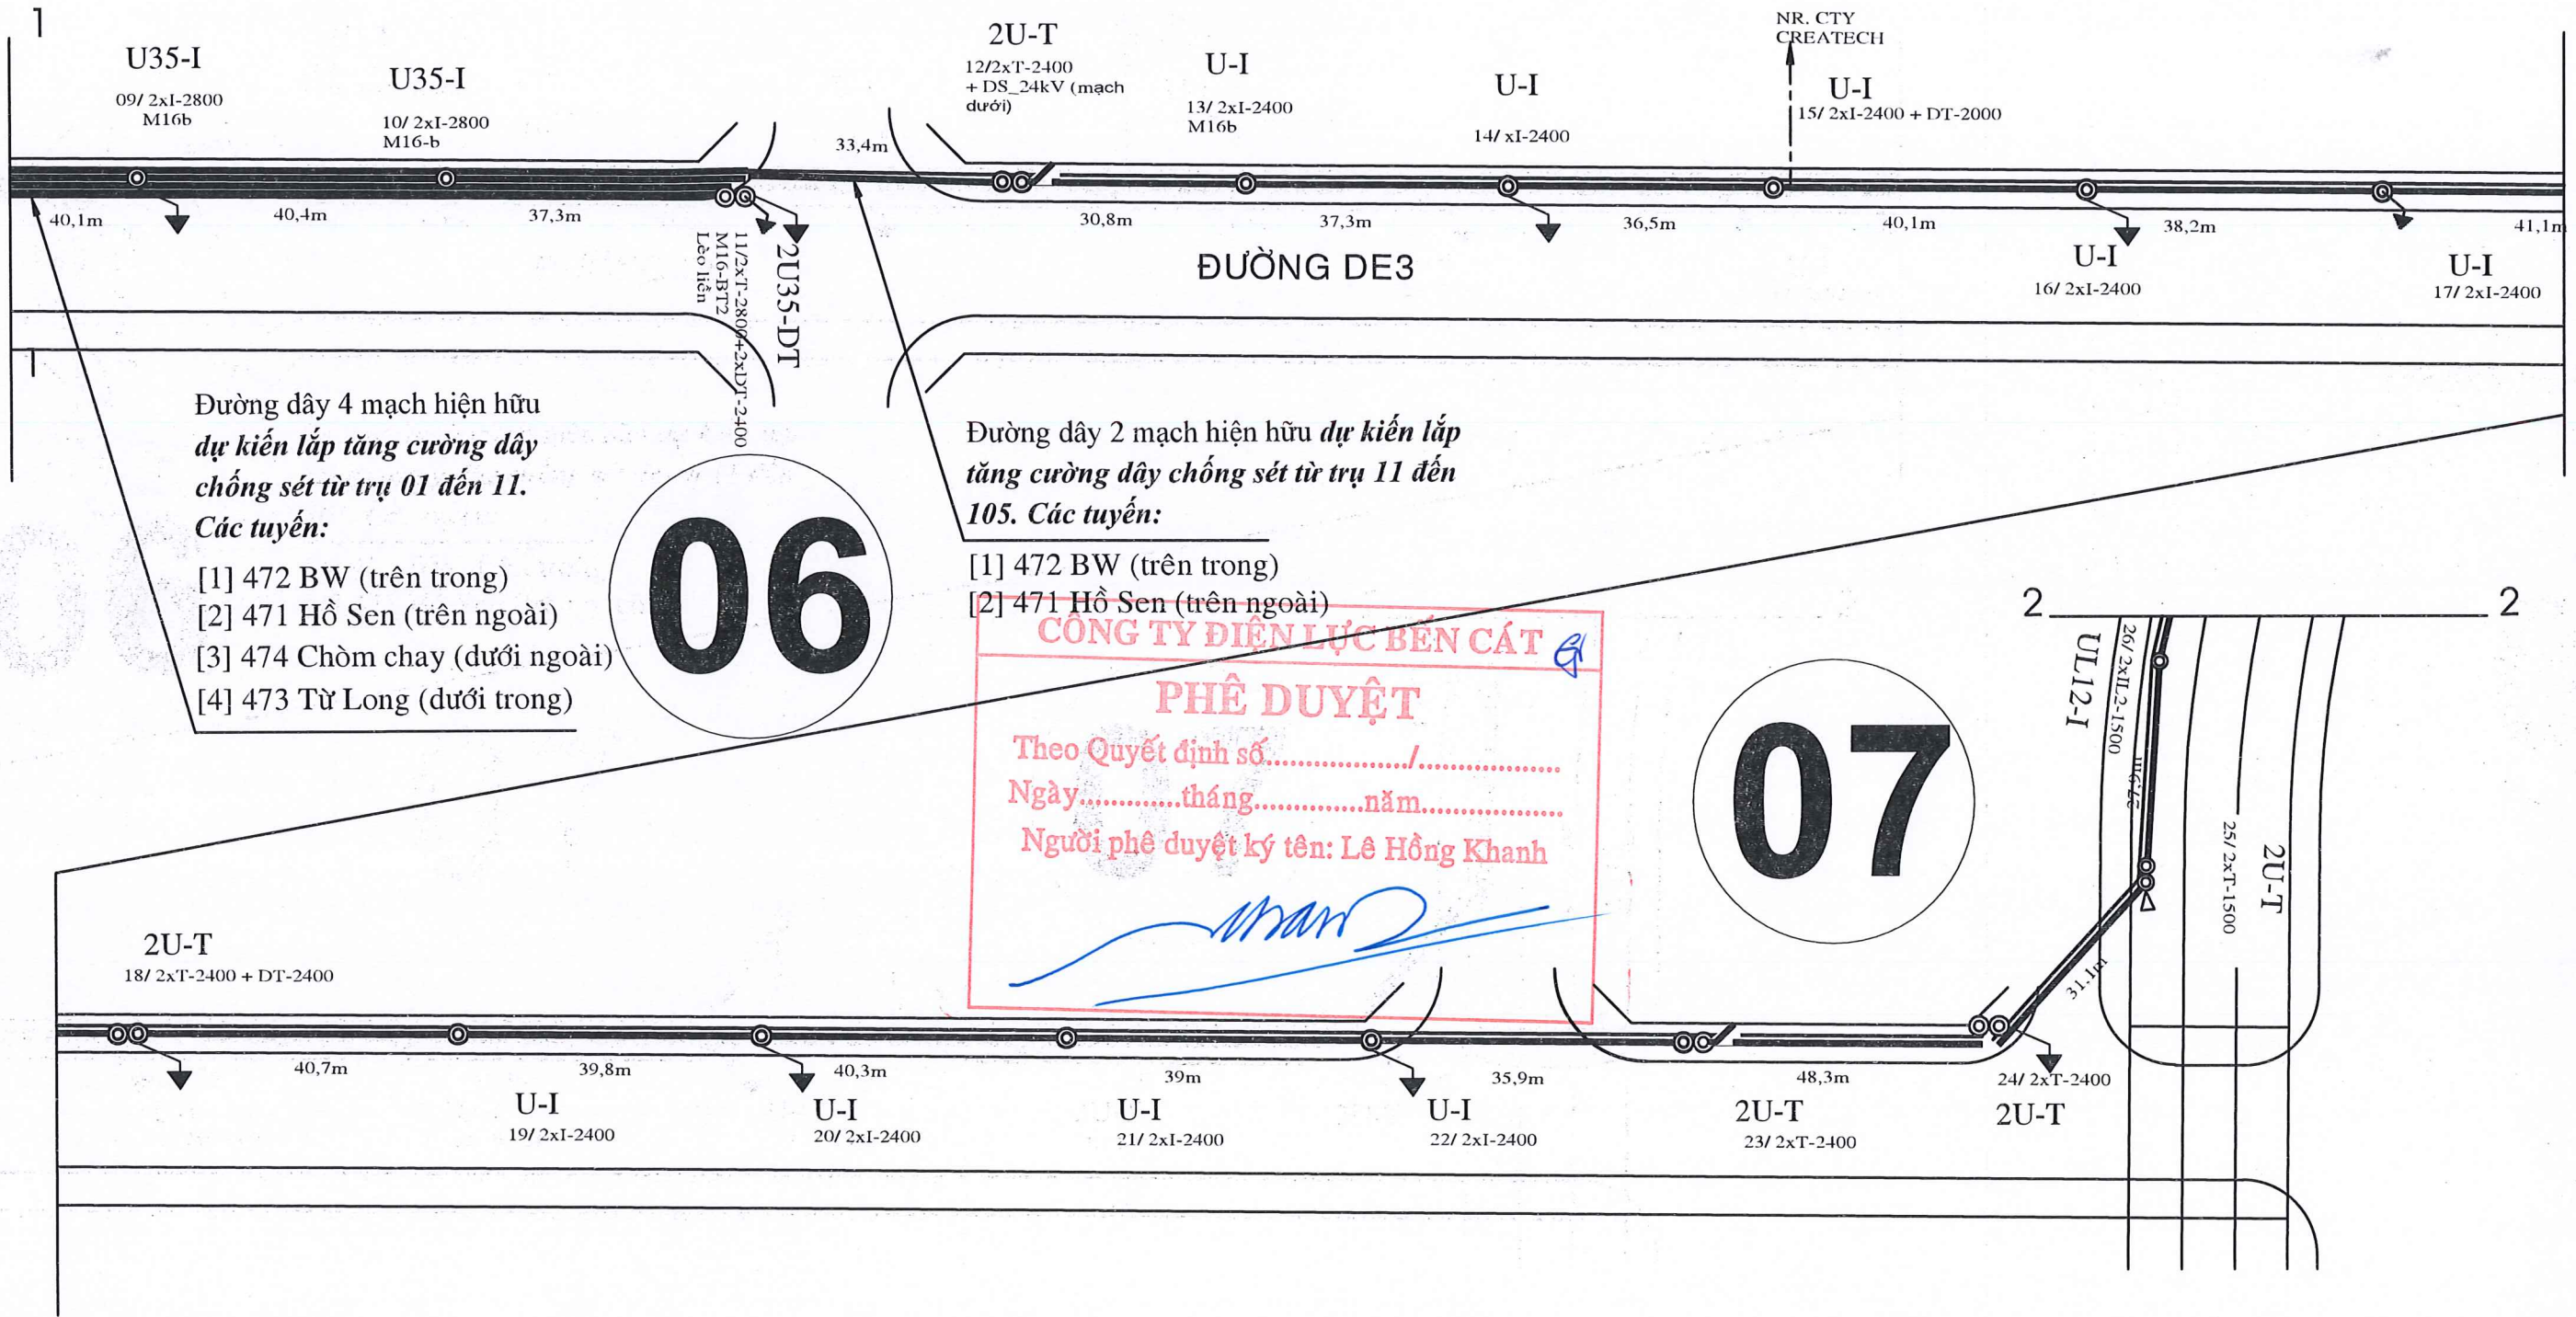 1
U35-I
09/ 2xI-2800
M16b
U35-I
10/ 2xI-2800
M16-b
2U-T
12/2xT-2400
+ DS_24kV (mạch
dưới)
U-I
13/ 2xI-2400
M16b
U-I
14/ xI-2400
NR. CTY
CREATECH
U-I
15/ 2xI-2400 + DT-2000
33,4m
40,1m
40,4m
37,3m
30,8m
37,3m
36,5m
40,1m
38,2m
41,1m
2U35-DT
11/2xT-2800+2xDT-2400
M16-BT2
Lèo liền
ĐƯỜNG DE3
U-I
16/ 2xI-2400
U-I
17/ 2xI-2400
1
Đường dây 4 mạch hiện hữu
dự kiến lắp tăng cường dây
chống sét từ trụ 01 đến 11.
Các tuyến:
[1] 472 BW (trên trong)
[2] 471 Hồ Sen (trên ngoài)
[3] 474 Chòm chay (dưới ngoài)
[4] 473 Từ Long (dưới trong)
06
Đường dây 2 mạch hiện hữu dự kiến lắp
tăng cường dây chống sét từ trụ 11 đến
105. Các tuyến:
[1] 472 BW (trên trong)
[2] 471 Hồ Sen (trên ngoài)
CÔNG TY ĐIỆN LỰC BẾN CÁT
PHÊ DUYỆT
Theo Quyết định số................../..................
Ngày.............tháng..............năm..................
Người phê duyệt ký tên: Lê Hồng Khanh
07
2
2
UL12-I
26/ 2xIL2-1500
25/ 2xT-1500
2U-T
31,1m
2U-T
18/ 2xT-2400 + DT-2400
40,7m
39,8m
40,3m
39m
35,9m
48,3m
U-I
19/ 2xI-2400
U-I
20/ 2xI-2400
U-I
21/ 2xI-2400
U-I
22/ 2xI-2400
2U-T
23/ 2xT-2400
24/ 2xT-2400
2U-T